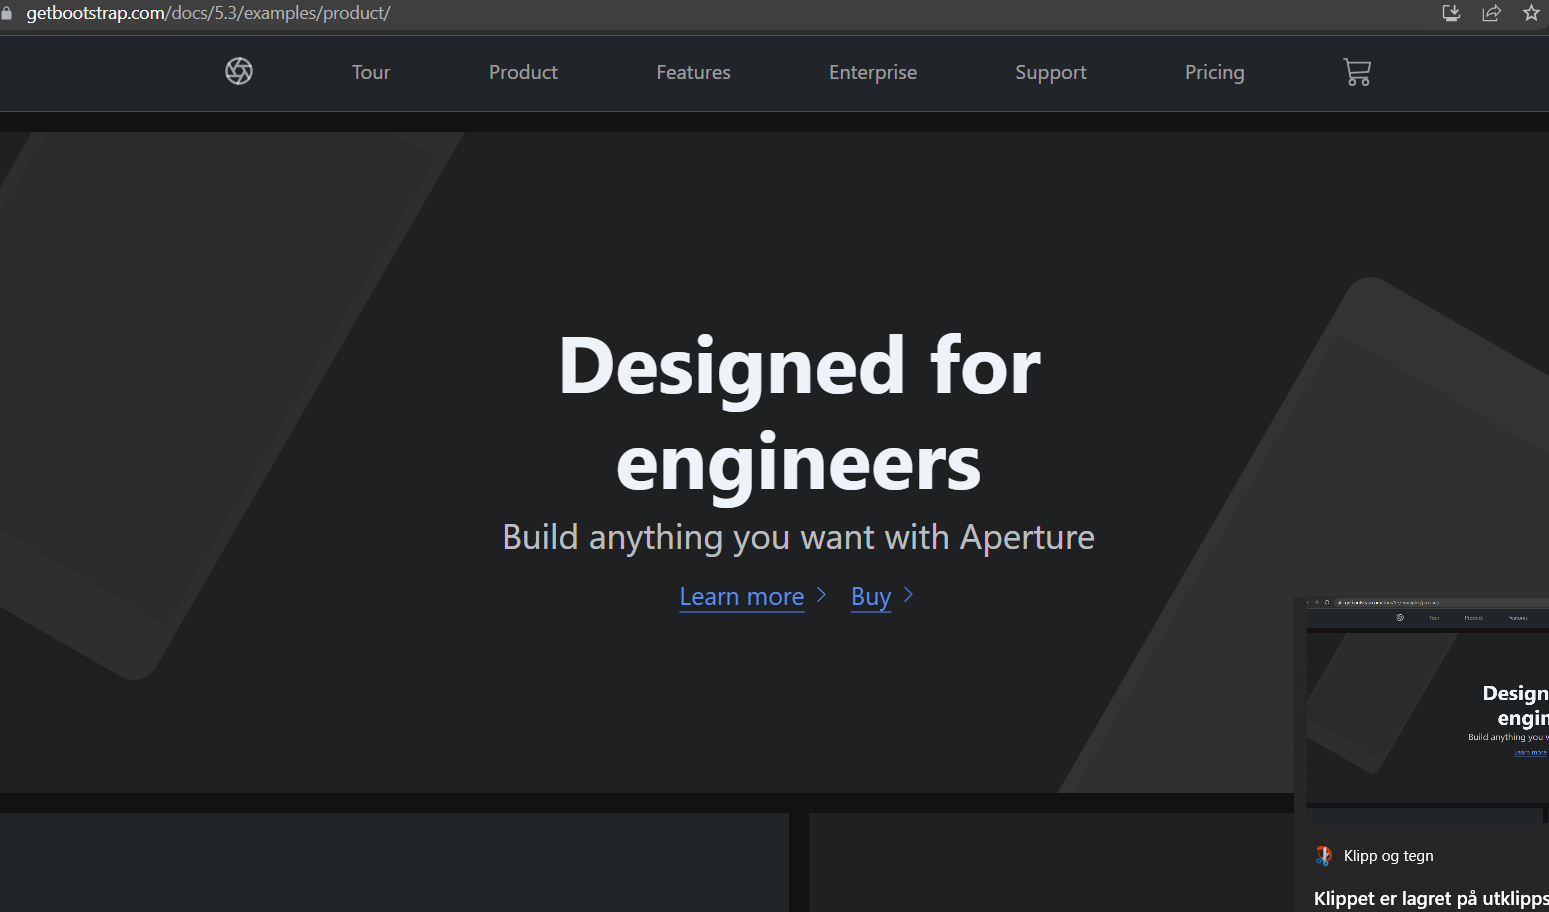 getbootstrap.com/docs/5.3/examples/product/
Tour Product Features Enterprise Support Pricing
Designed for
engineers
Build anything you want with Aperture
Learn more Buy
Tour Product Features
Design
engin
Build anything you w
Learn more
Klipp og tegn
Klippet er lagret på utklipps